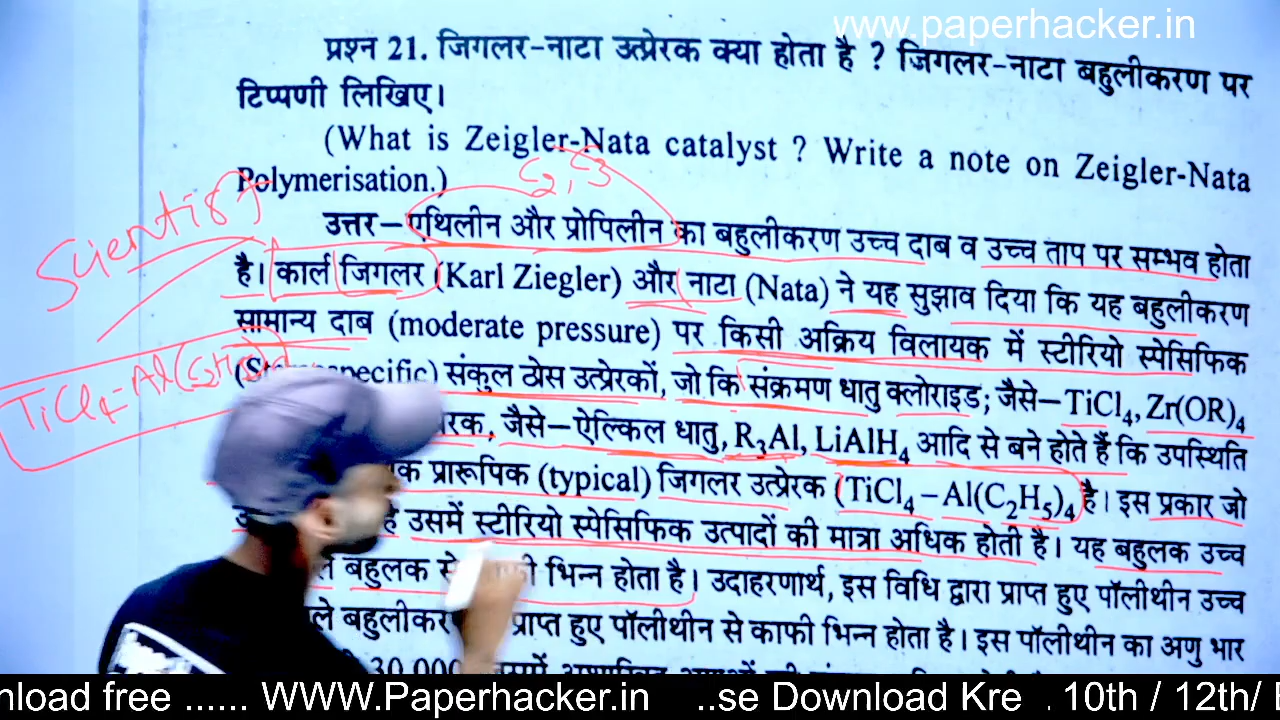 www.paperhacker.in
प्रश्न 21. जिगलर-नाटा उत्प्रेरक क्या होता है ? जिगलर-नाटा बहुलीकरण पर
टिप्पणी लिखिए।
(What is Zeigler-Nata catalyst ? Write a note on Zeigler-Nata
Polymerisation.)
C2, C3
Scientist
उत्तर–एथिलीन और प्रोपिलीन का बहुलीकरण उच्च दाब व उच्च ताप पर सम्भव होता
है। कार्ल जिगलर (Karl Ziegler) और नाटा (Nata) ने यह सुझाव दिया कि यह बहुलीकरण
सामान्य दाब (moderate pressure) पर किसी अक्रिय विलायक में स्टीरियो स्पेसिफिक
संकुल ठोस उत्प्रेरकों, जो कि संक्रमण धातु क्लोराइड; जैसे–TiCl₄, Zr(OR)₄
जैसे–ऐल्किल धातु, R₃Al, LiAlH₄ आदि से बने होते हैं कि उपस्थिति
प्रारूपिक (typical) जिगलर उत्प्रेरक (TiCl₄–Al(C₂H₅)₄ है। इस प्रकार जो
है उसमें स्टीरियो स्पेसिफिक उत्पादों की मात्रा अधिक होती है। यह बहुलक उच्च
बहुलक से भिन्न होता है। उदाहरणार्थ, इस विधि द्वारा प्राप्त हुए पॉलीथीन उच्च
प्राप्त हुए पॉलीथीन से काफी भिन्न होता है। इस पॉलीथीन का अणु भार
30,000
nload free ...... WWW.Paperhacker.in ..se Download Kre . 10th / 12th/